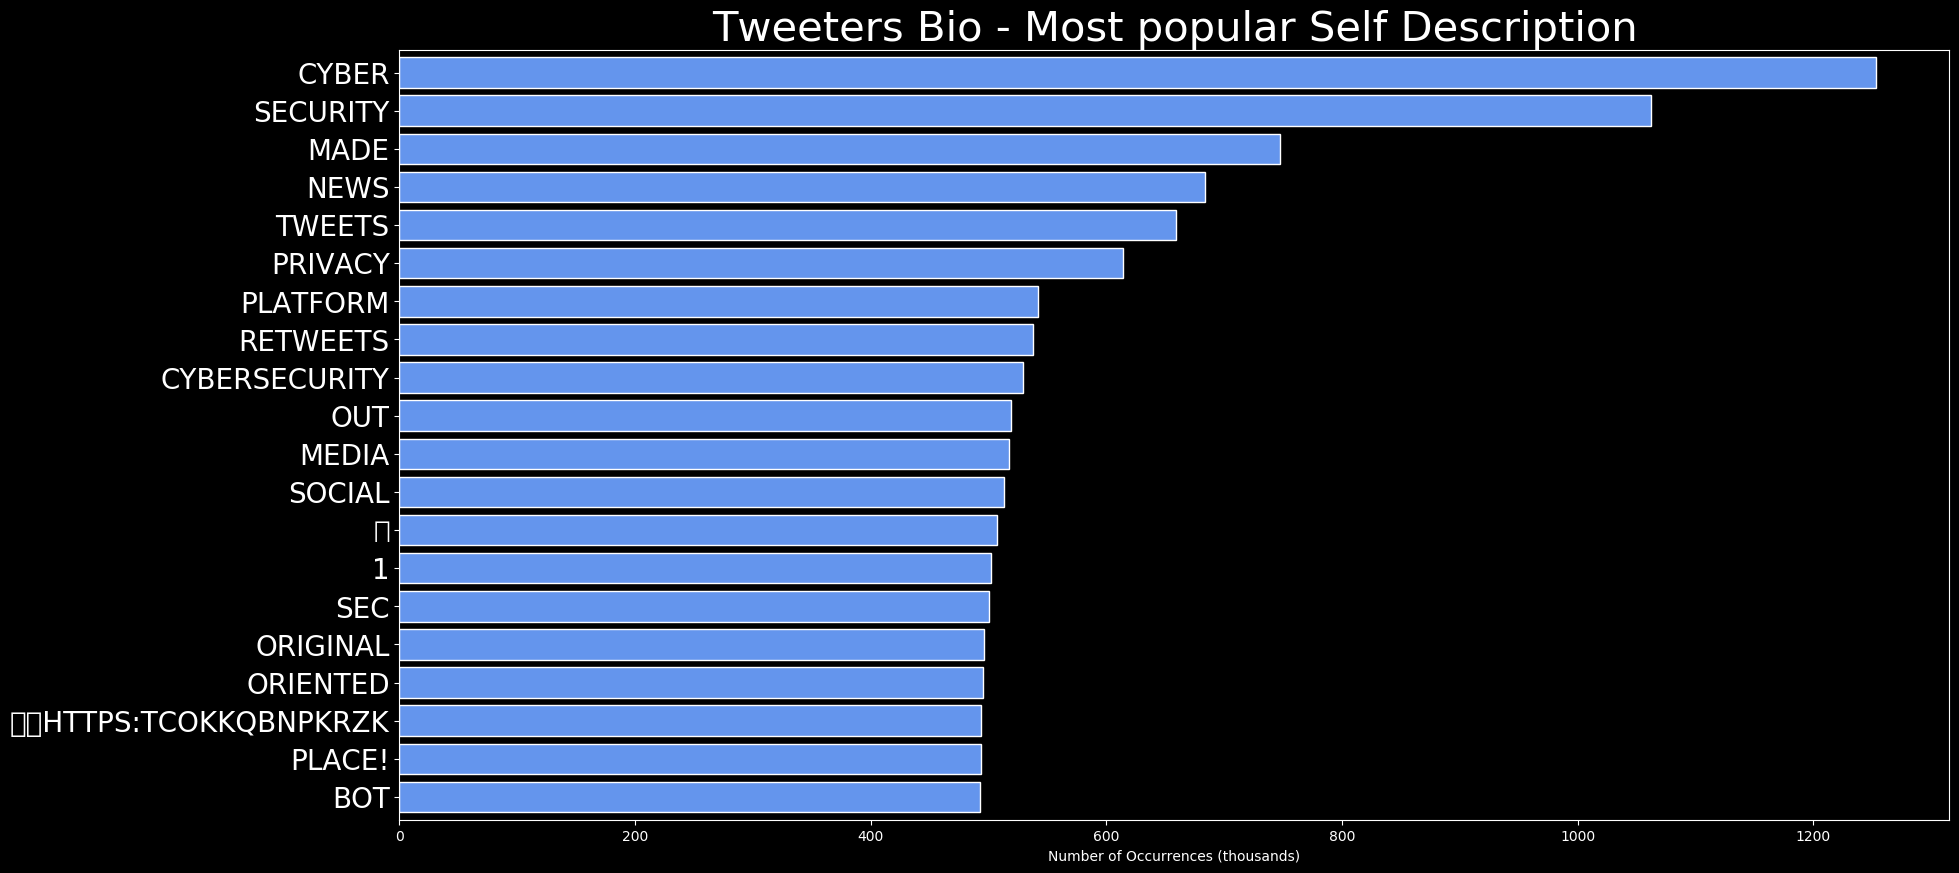 Tweeters Bio - Most popular Self Description
CYBER
SECURITY
MADE
NEWS
TWEETS
PRIVACY
PLATFORM
RETWEETS
CYBERSECURITY
OUT
MEDIA
SOCIAL
1
SEC
ORIGINAL
ORIENTED
HTTPS:TCOKKQBNPKRZK
PLACE!
BOT
0 200 400 600 800 1000 1200
Number of Occurrences (thousands)